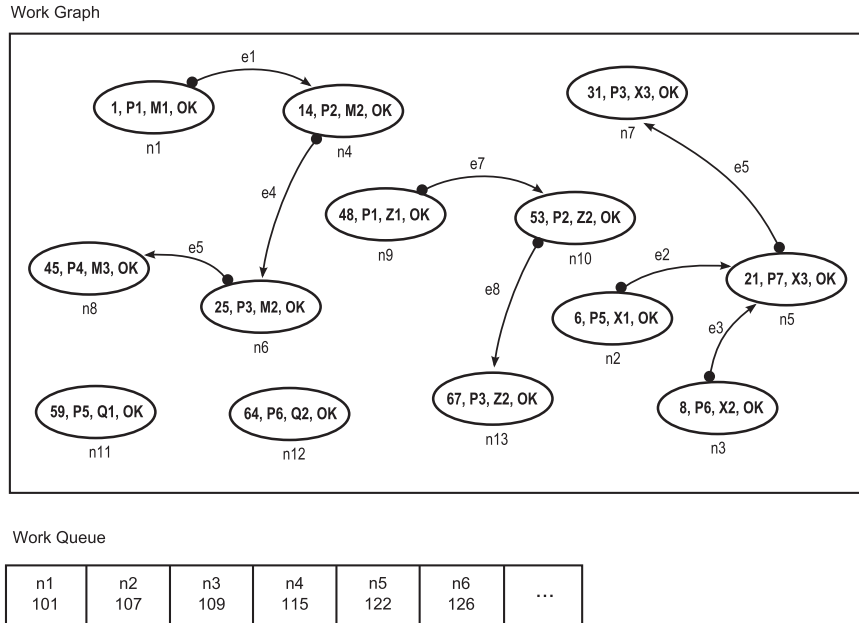 Work Graph
e1
1, P1, M1, OK
n1
14, P2, M2, OK
n4
31, P3, X3, OK
n7
e4
e7
e5
48, P1, Z1, OK
n9
53, P2, Z2, OK
n10
e5
45, P4, M3, OK
n8
25, P3, M2, OK
n6
e2
21, P7, X3, OK
n5
e8
6, P5, X1, OK
n2
e3
59, P5, Q1, OK
n11
64, P6, Q2, OK
n12
67, P3, Z2, OK
n13
8, P6, X2, OK
n3
Work Queue
n1 n2 n3 n4 n5 n6 ...
101 107 109 115 122 126